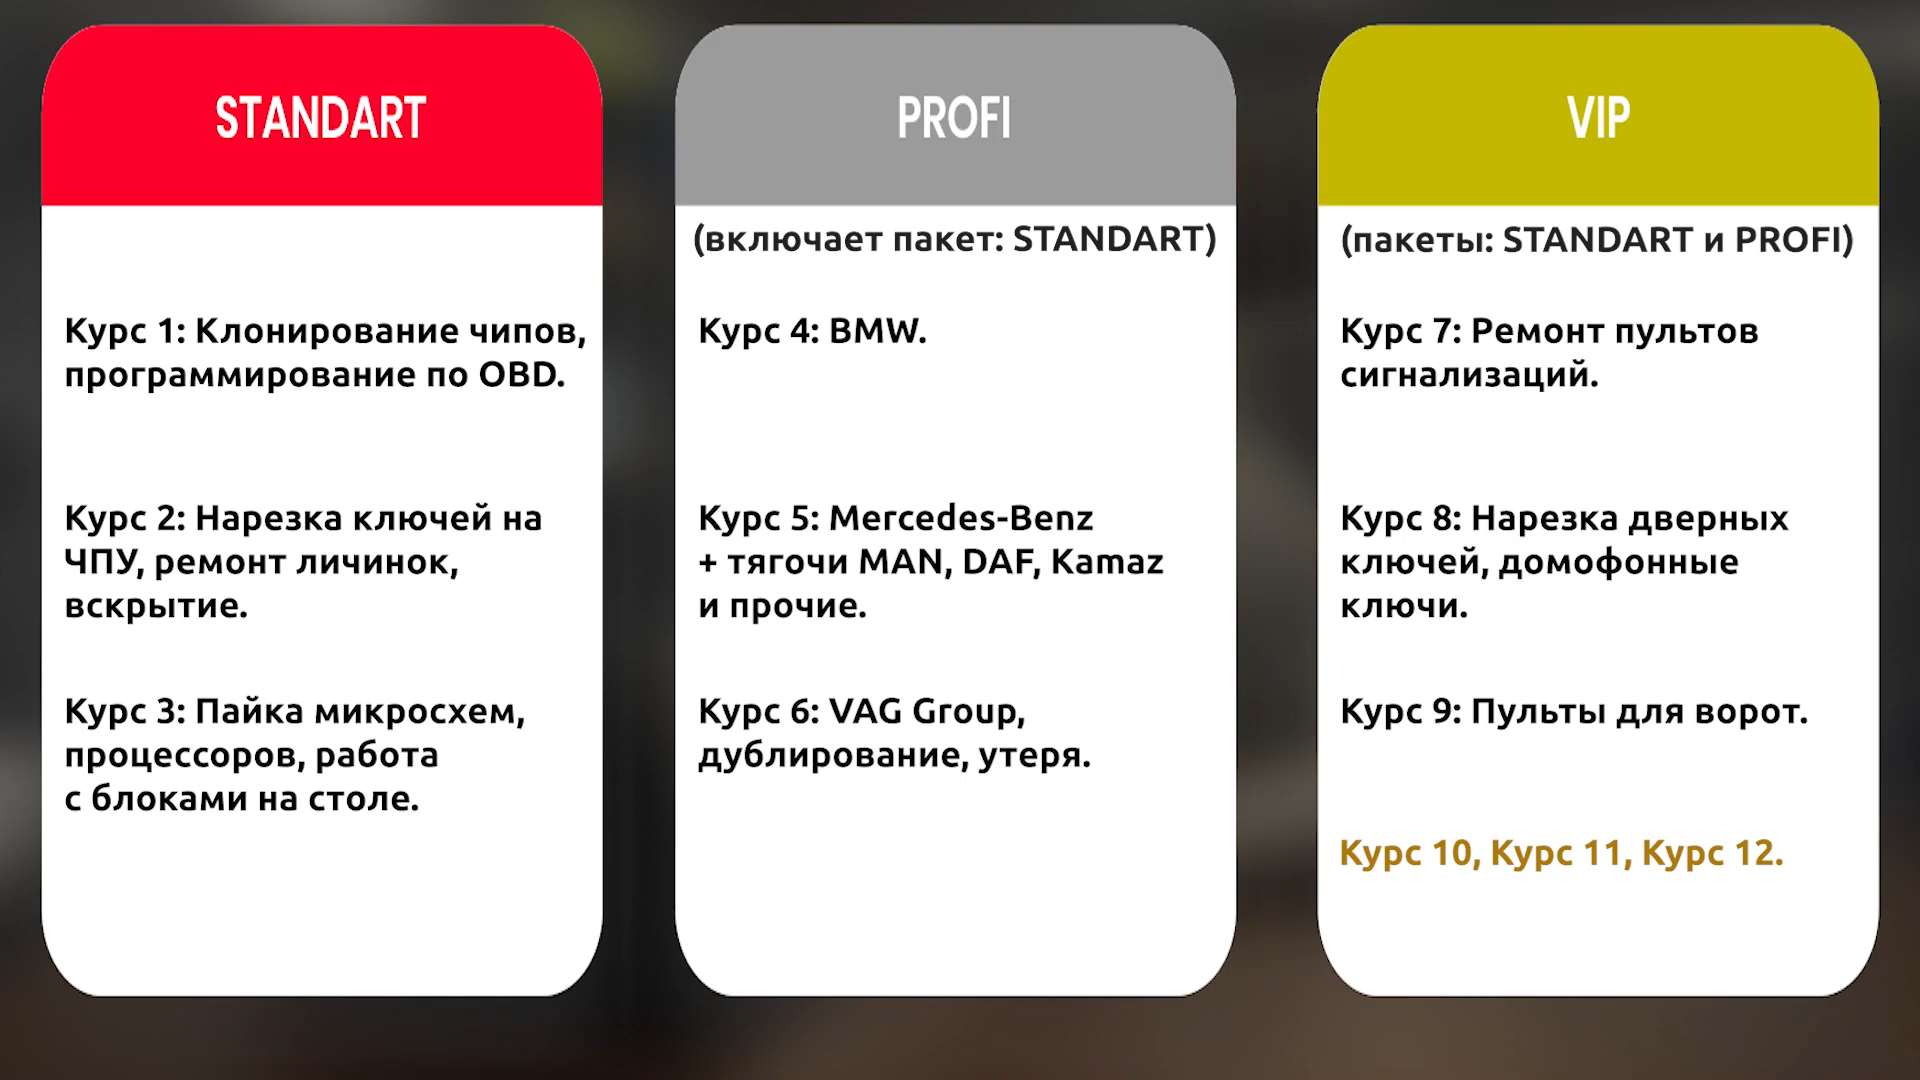 STANDART
Курс 1: Клонирование чипов,
программирование по OBD.
Курс 2: Нарезка ключей на
ЧПУ, ремонт личинок,
вскрытие.
Курс 3: Пайка микросхем,
процессоров, работа
с блоками на столе.
PROFI
(включает пакет: STANDART)
Курс 4: BMW.
Курс 5: Mercedes-Benz
+ тягочи MAN, DAF, Kamaz
и прочие.
Курс 6: VAG Group,
дублирование, утеря.
VIP
(пакеты: STANDART и PROFI)
Курс 7: Ремонт пультов
сигнализаций.
Курс 8: Нарезка дверных
ключей, домофонные
ключи.
Курс 9: Пульты для ворот.
Курс 10, Курс 11, Курс 12.